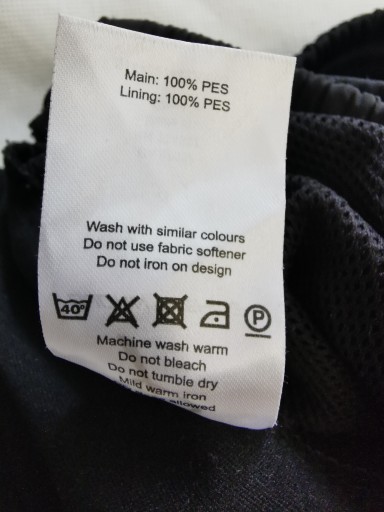 Main: 100% PES
Lining: 100% PES
Wash with similar colours
Do not use fabric softener
Do not iron on design
40° P
Machine wash warm
Do not bleach
Do not tumble dry
Mild warm iron
allowed